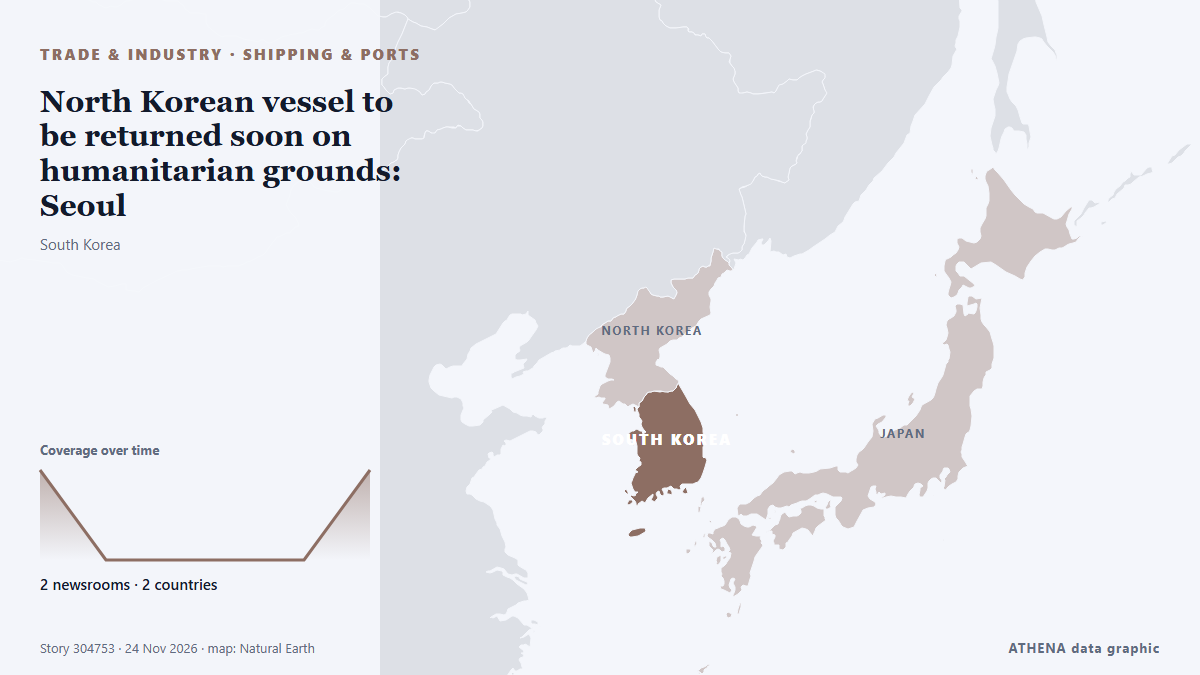 TRADE & INDUSTRY · SHIPPING & PORTS
North Korean vessel to
be returned soon on
humanitarian grounds:
Seoul
South Korea
NORTH KOREA
SOUTH KOREA
JAPAN
Coverage over time
2 newsrooms · 2 countries
Story 304753 · 24 Nov 2026 · map: Natural Earth
ATHENA data graphic